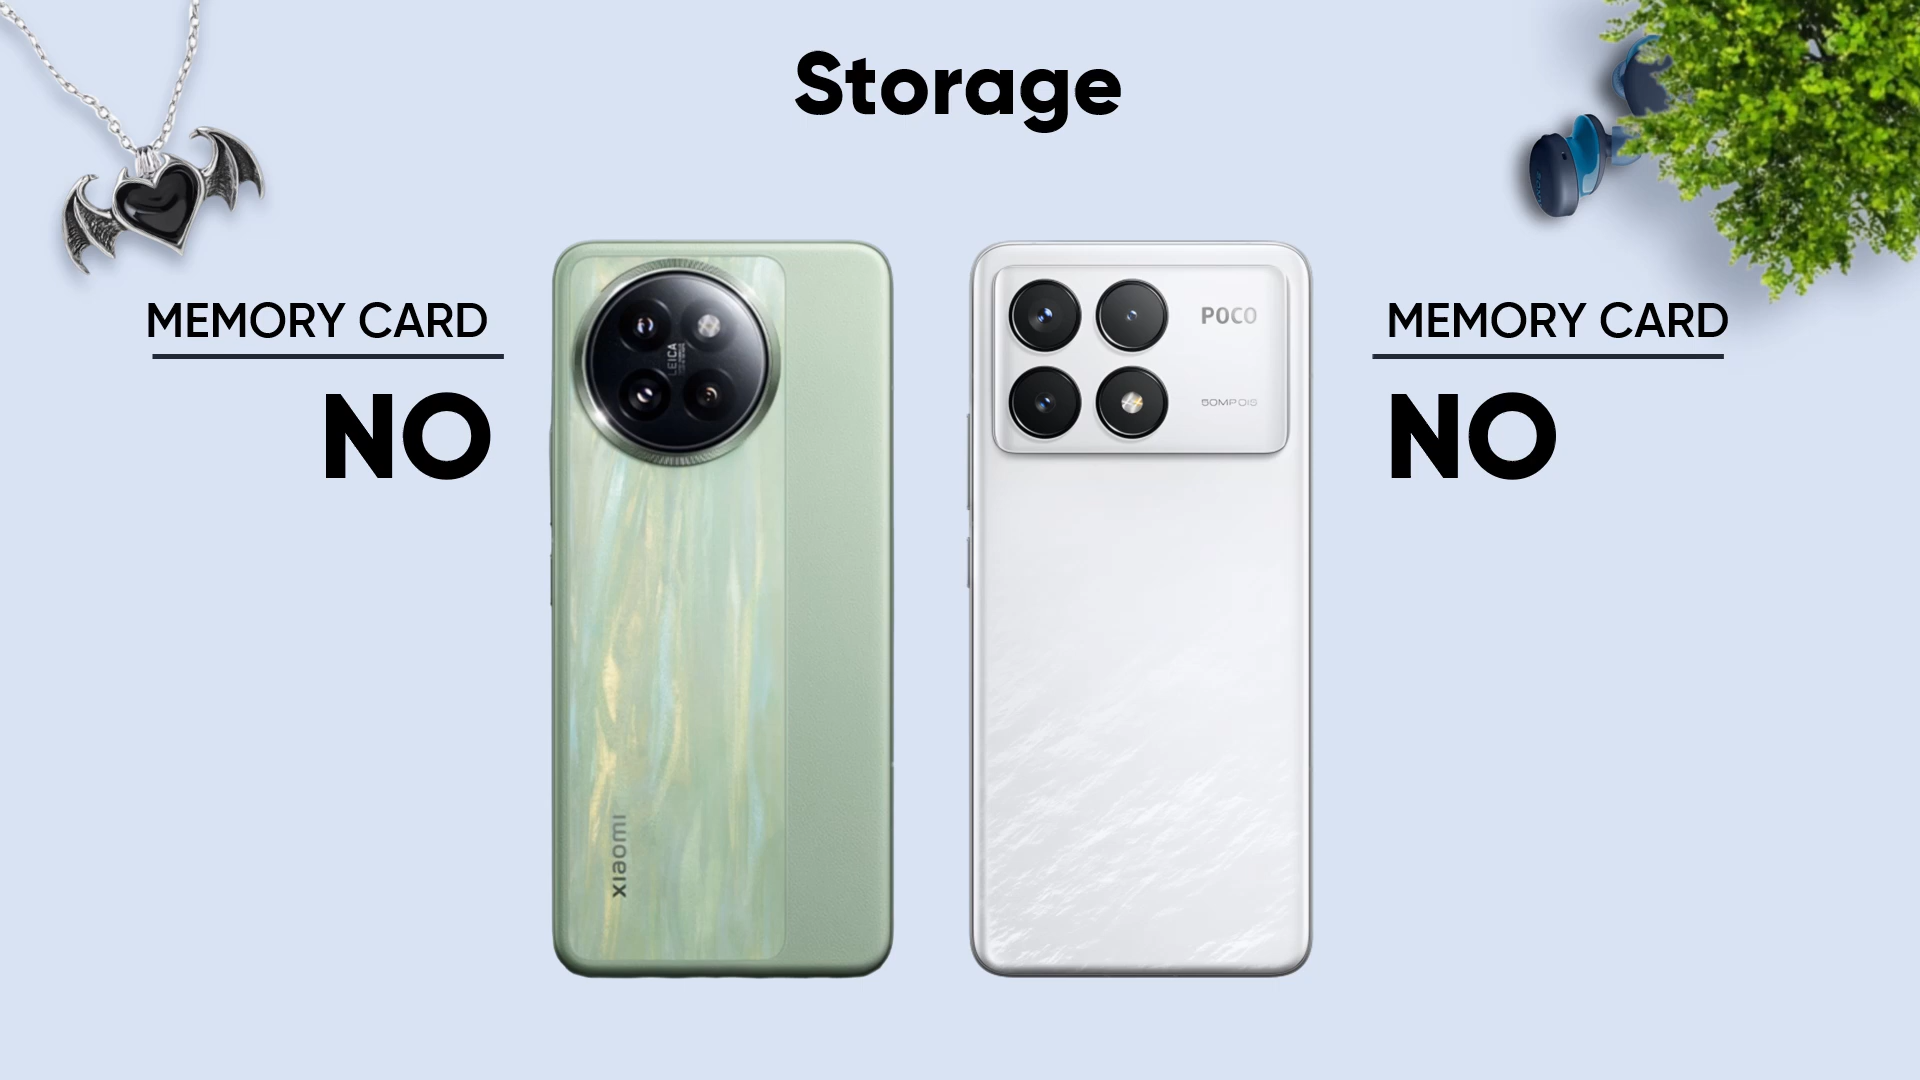 Storage
MEMORY CARD
NO
LEICA
xiaomi
POCO
50MP OIS
MEMORY CARD
NO